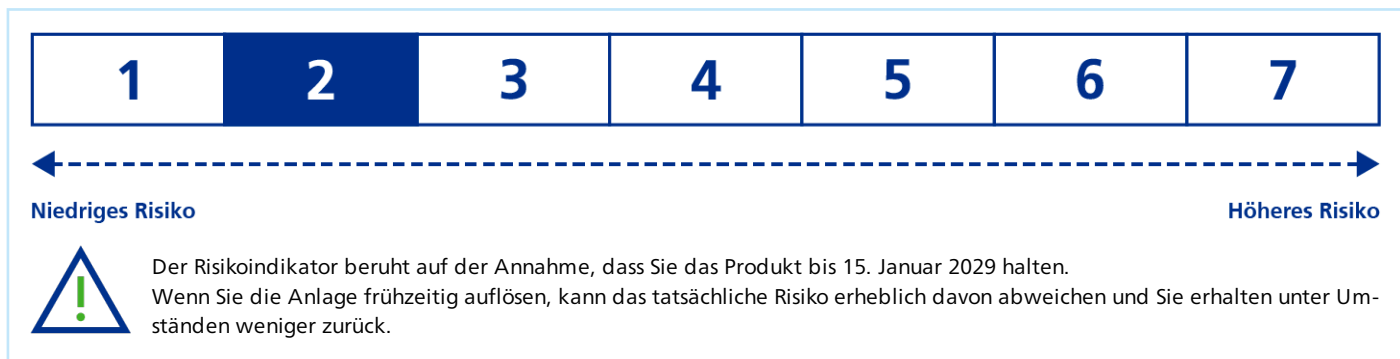 1 2 3 4 5 6 7
Niedriges Risiko Höheres Risiko
Der Risikoindikator beruht auf der Annahme, dass Sie das Produkt bis 15. Januar 2029 halten.
Wenn Sie die Anlage frühzeitig auflösen, kann das tatsächliche Risiko erheblich davon abweichen und Sie erhalten unter Um-
ständen weniger zurück.